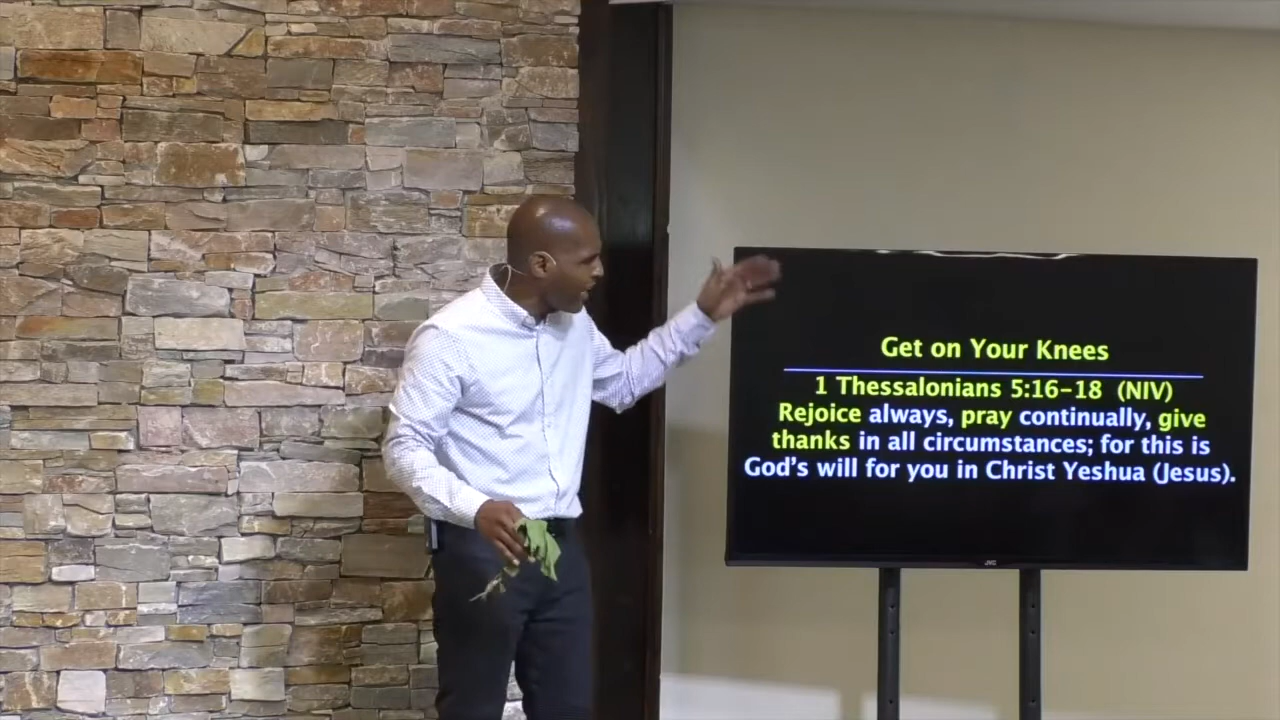 Get on Your Knees
1 Thessalonians 5:16-18 (NIV)
Rejoice always, pray continually, give
thanks in all circumstances; for this is
God's will for you in Christ Yeshua (Jesus).
JVC